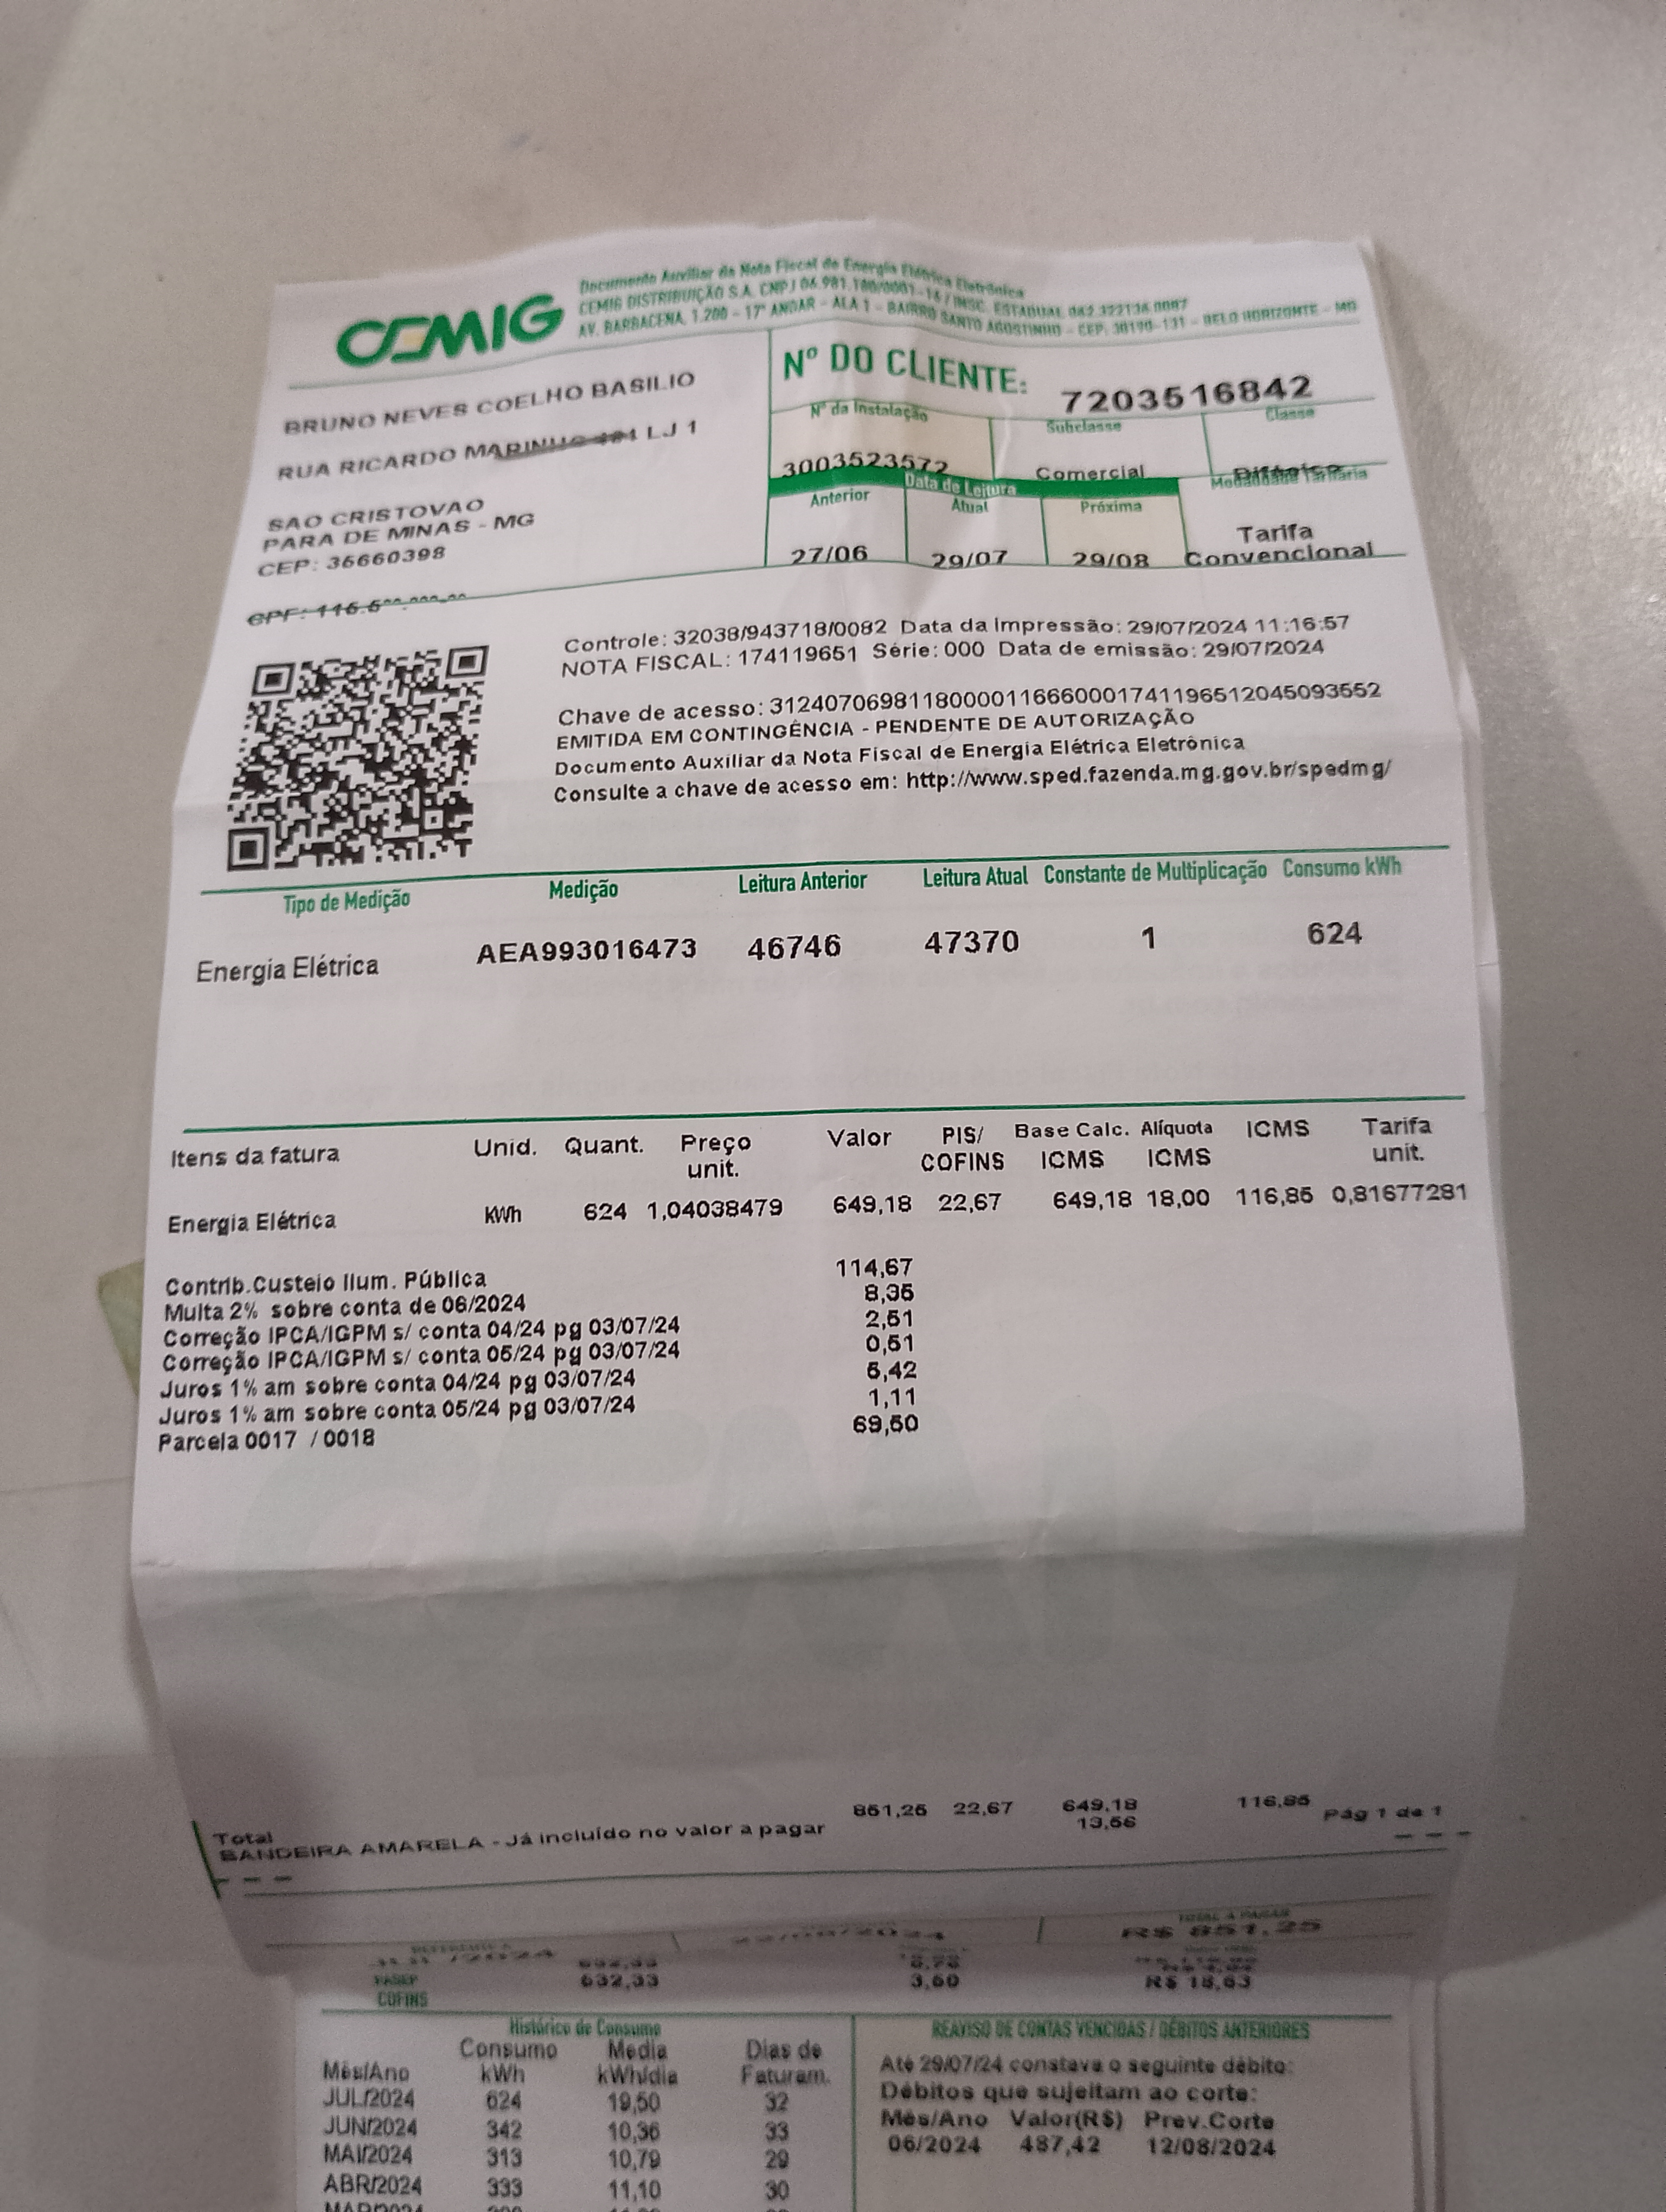 Documento Auxiliar da Nota Fiscal de Energia Elétrica Eletrônica
CEMIG DISTRIBUIÇÃO S.A. CNPJ 06.981.180/0001-16 / INSC. ESTADUAL 062.322136.0087
AV. BARBACENA, 1.200 - 17° ANDAR - ALA 1 - BAIRRO SANTO AGOSTINHO - CEP: 30190-131 - BELO HORIZONTE - MG
CEMIG
BRUNO NEVES COELHO BASILIO
RUA RICARDO MARINHO LJ 1
SAO CRISTOVAO
PARA DE MINAS - MG
CEP: 35660398
CPF: 115.5
Nº DO CLIENTE: 7203516842
Nº da Instalação Subclasse Classe
3003523572 Comercial Bifásico
Data de Leitura Modalidade Tarifária
Anterior Atual Próxima
27/06 29/07 29/08 Tarifa Convencional
Controle: 32038/943718/0082 Data da Impressão: 29/07/2024 11:16:57
NOTA FISCAL: 174119651 Série: 000 Data de emissão: 29/07/2024
Chave de acesso: 31240706981180000116660001741196512045093552
EMITIDA EM CONTINGÊNCIA - PENDENTE DE AUTORIZAÇÃO
Documento Auxiliar da Nota Fiscal de Energia Elétrica Eletrônica
Consulte a chave de acesso em: http://www.sped.fazenda.mg.gov.br/spedmg/
Tipo de Medição Medição Leitura Anterior Leitura Atual Constante de Multiplicação Consumo kWh
Energia Elétrica AEA993016473 46746 47370 1 624
Itens da fatura Unid. Quant. Preço unit. Valor PIS/COFINS Base Calc. ICMS Alíquota ICMS ICMS Tarifa unit.
Energia Elétrica KWh 624 1,04038479 649,18 22,67 649,18 18,00 116,85 0,81677281
Contrib.Custeio Ilum. Pública 114,67
Multa 2% sobre conta de 06/2024 8,35
Correção IPCA/IGPM s/ conta 04/24 pg 03/07/24 2,51
Correção IPCA/IGPM s/ conta 05/24 pg 03/07/24 0,51
Juros 1% am sobre conta 04/24 pg 03/07/24 5,42
Juros 1% am sobre conta 05/24 pg 03/07/24 1,11
Parcela 0017 / 0018 69,50
Total 851,25 22,67 649,18 116,85
BANDEIRA AMARELA - Já incluído no valor a pagar 13,56
Pág 1 de 1
TOTAL A PAGAR
R$ 851,25
PASEP 632,33 0,78
COFINS 632,33 3,60 R$ 18,63
Histórico de Consumo
Mês/Ano Consumo kWh Media kWh/dia Dias de Faturam.
JUL/2024 624 19,50 32
JUN/2024 342 10,36 33
MAI/2024 313 10,79 29
ABR/2024 333 11,10 30
REAVISO DE CONTAS VENCIDAS / DÉBITOS ANTERIORES
Até 29/07/24 constava o seguinte débito:
Débitos que sujeitam ao corte:
Mês/Ano Valor(R$) Prev.Corte
06/2024 487,42 12/08/2024